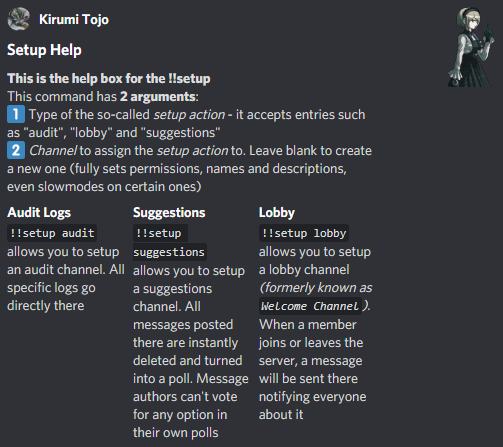 Kirumi Tojo
Setup Help
This is the help box for the !!setup
This command has 2 arguments:
1 Type of the so-called setup action - it accepts entries such
as "audit", "lobby" and "suggestions"
2 Channel to assign the setup action to. Leave blank to create
a new one (fully sets permissions, names and descriptions,
even slowmodes on certain ones)
Audit Logs
!!setup audit
allows you to setup
an audit channel. All
specific logs go
directly there
Suggestions
!!setup
suggestions
allows you to setup
a suggestions
channel. All
messages posted
there are instantly
deleted and turned
into a poll. Message
authors can't vote
for any option in
their own polls
Lobby
!!setup lobby
allows you to setup
a lobby channel
(formerly known as
Welcome Channel ).
When a member
joins or leaves the
server, a message
will be sent there
notifying everyone
about it